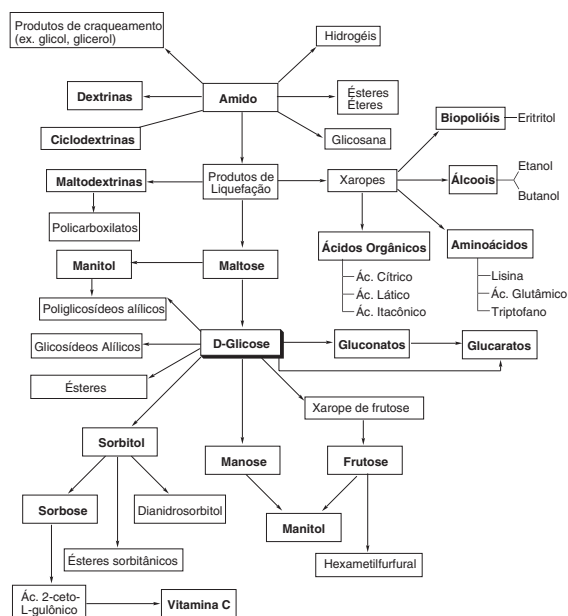 Produtos de craqueamento
(ex. glicol, glicerol)
Hidrogéis
Dextrinas
Amido
Ésteres
Éteres
Biopolióis
Eritritol
Ciclodextrinas
Glicosana
Maltodextrinas
Produtos de
Liquefação
Xaropes
Álcoois
Etanol
Butanol
Policarboxilatos
Manitol
Maltose
Ácidos Orgânicos
Aminoácidos
Ác. Cítrico
Ác. Lático
Ác. Itacônico
Lisina
Ác. Glutâmico
Triptofano
Poliglicosídeos alílicos
Glicosídeos Alílicos
D-Glicose
Gluconatos
Glucaratos
Ésteres
Xarope de frutose
Sorbitol
Manose
Frutose
Sorbose
Dianidrosorbitol
Manitol
Ésteres sorbitânicos
Hexametilfurfural
Ác. 2-ceto-
L-gulônico
Vitamina C